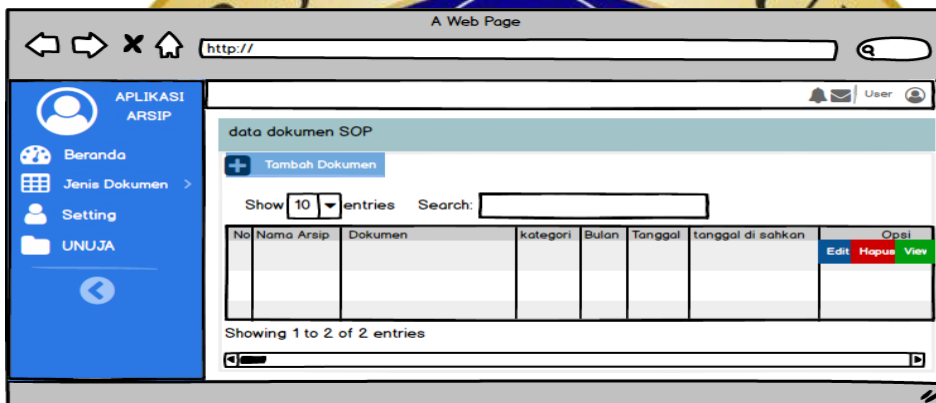 A Web Page
http://
APLIKASI
ARSIP
User
Beranda
Jenis Dokumen >
Setting
UNUJA
data dokumen SOP
Tambah Dokumen
Show 10 entries Search:
No Nama Arsip Dokumen kategori Bulan Tanggal tanggal di sahkan Opsi
Edit Hapus View
Showing 1 to 2 of 2 entries